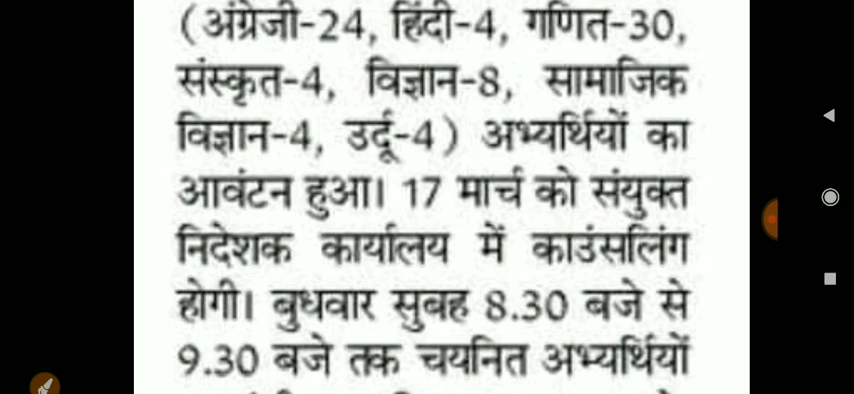 (अंग्रेजी-24, हिंदी-4, गणित-30,
संस्कृत-4, विज्ञान-8, सामाजिक
विज्ञान-4, उर्दू-4) अभ्यर्थियों का
आवंटन हुआ। 17 मार्च को संयुक्त
निदेशक कार्यालय में काउंसलिंग
होगी। बुधवार सुबह 8.30 बजे से
9.30 बजे तक चयनित अभ्यर्थियों